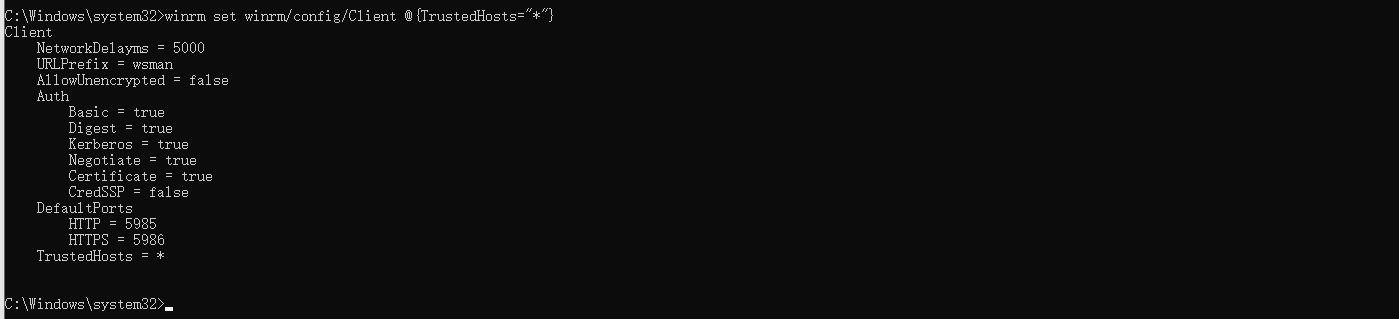 C:\Windows\system32>winrm set winrm/config/Client @{TrustedHosts="*"}
Client
    NetworkDelayms = 5000
    URLPrefix = wsman
    AllowUnencrypted = false
    Auth
        Basic = true
        Digest = true
        Kerberos = true
        Negotiate = true
        Certificate = true
        CredSSP = false
    DefaultPorts
        HTTP = 5985
        HTTPS = 5986
    TrustedHosts = *
C:\Windows\system32>